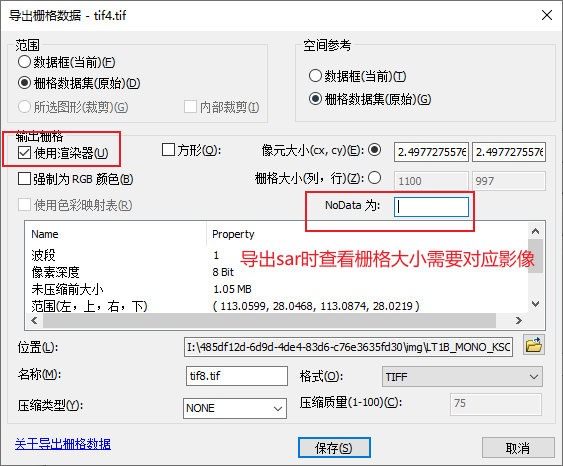 导出栅格数据 - tif4.tif
范围
数据框(当前)(F)
栅格数据集(原始)(D)
所选图形(裁剪)(G)
内部裁剪(I)
空间参考
数据框(当前)(T)
栅格数据集(原始)(G)
输出栅格
使用渲染器(U)
方形(Q):
像元大小(cx, cy)(E):
2.4977275576
2.4977275576
强制为 RGB 颜色(B)
栅格大小(列，行)(Z):
1100
997
使用色彩映射表(R)
NoData 为:
Name
Property
波段
1
像素深度
8 Bit
未压缩前大小
1.05 MB
范围(左，上，右，下)
( 113.0599, 28.0468, 113.0874, 28.0219 )
导出sar时查看栅格大小需要对应影像
位置(L):
I:\485df12d-6d9d-4de4-83d6-c76e3635fd30\img\LT1B_MONO_KSC
名称(M):
tif8.tif
格式(O):
TIFF
压缩类型(Y):
NONE
压缩质量(1-100)(C):
75
关于导出栅格数据
保存(S)
取消